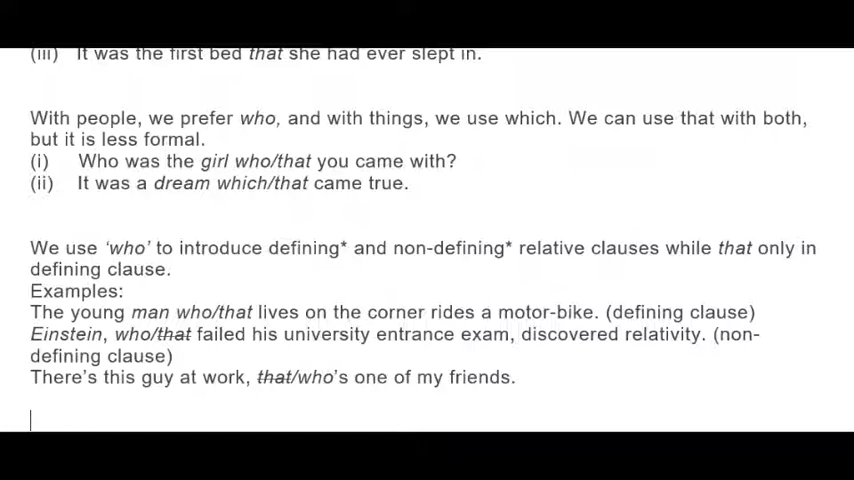 (iii) It was the first bed that she had ever slept in.
With people, we prefer who, and with things, we use which. We can use that with both,
but it is less formal.
(i) Who was the girl who/that you came with?
(ii) It was a dream which/that came true.
We use ‘who’ to introduce defining* and non-defining* relative clauses while that only in
defining clause.
Examples:
The young man who/that lives on the corner rides a motor-bike. (defining clause)
Einstein, who/that failed his university entrance exam, discovered relativity. (non-
defining clause)
There’s this guy at work, that/who’s one of my friends.